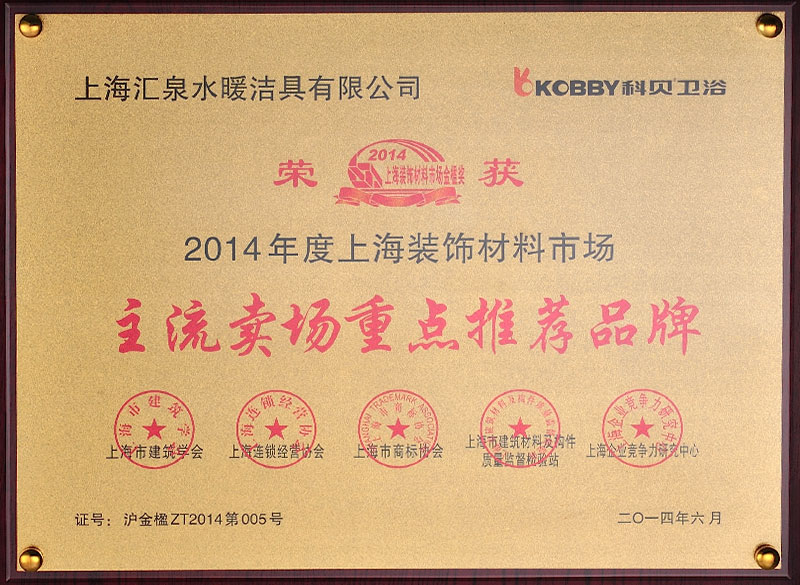 上海汇泉水暖洁具有限公司
KOBBY科贝卫浴
荣 获
2014
上海装饰材料市场金楹奖
2014年度上海装饰材料市场
主流卖场重点推荐品牌
上海市建筑学会
上海连锁经营协会
上海市商标协会
SHANGHAI TRADEMARK ASSOCIATION
上海市建筑材料及构件
质量监督检验站
上海企业竞争力研究中心
证号：沪金楹ZT2014第005号
二〇一四年六月